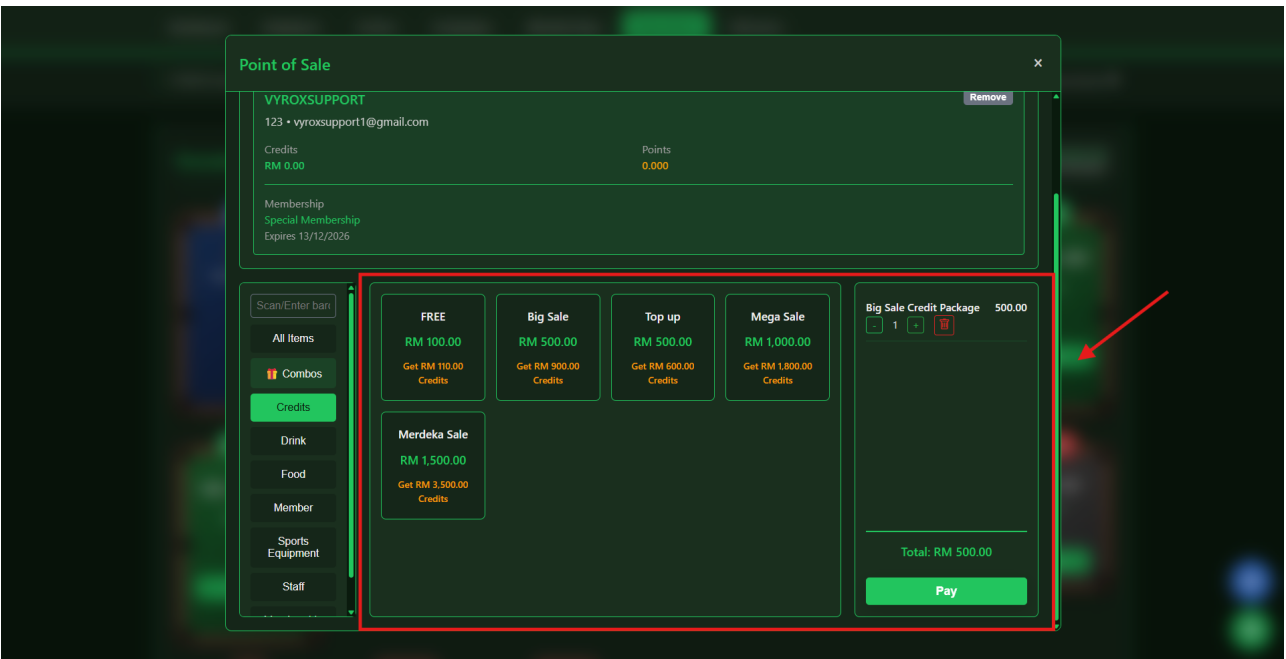 Point of Sale
×
VYROXSUPPORT
Remove
123 • vyroxsupport1@gmail.com
Credits
Points
RM 0.00
0.000
Membership
Special Membership
Expires 13/12/2026
Scan/Enter barc
All Items
Combos
Credits
Drink
Food
Member
Sports
Equipment
Staff
FREE
RM 100.00
Get RM 110.00
Credits
Big Sale
RM 500.00
Get RM 900.00
Credits
Top up
RM 500.00
Get RM 600.00
Credits
Mega Sale
RM 1,000.00
Get RM 1,800.00
Credits
Merdeka Sale
RM 1,500.00
Get RM 3,500.00
Credits
Big Sale Credit Package 500.00
- 1 +
Total: RM 500.00
Pay